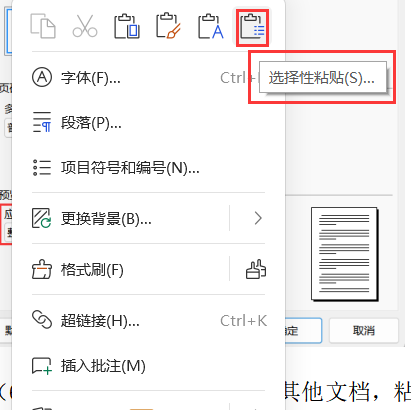 字体(F)...
Ctrl+
选择性粘贴(S)...
段落(P)...
项目符号和编号(N)...
更换背景(B)...
格式刷(F)
超链接(H)...
Ctrl+K
取消
插入批注(M)
其他文档，粘